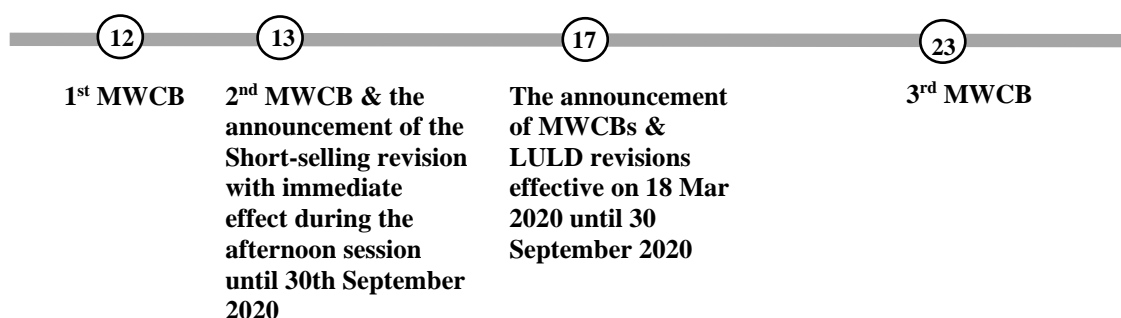 12
13
17
23
1st MWCB
2nd MWCB & the
announcement of the
Short-selling revision
with immediate
effect during the
afternoon session
until 30th September
2020
The announcement
of MWCBs &
LULD revisions
effective on 18 Mar
2020 until 30
September 2020
3rd MWCB